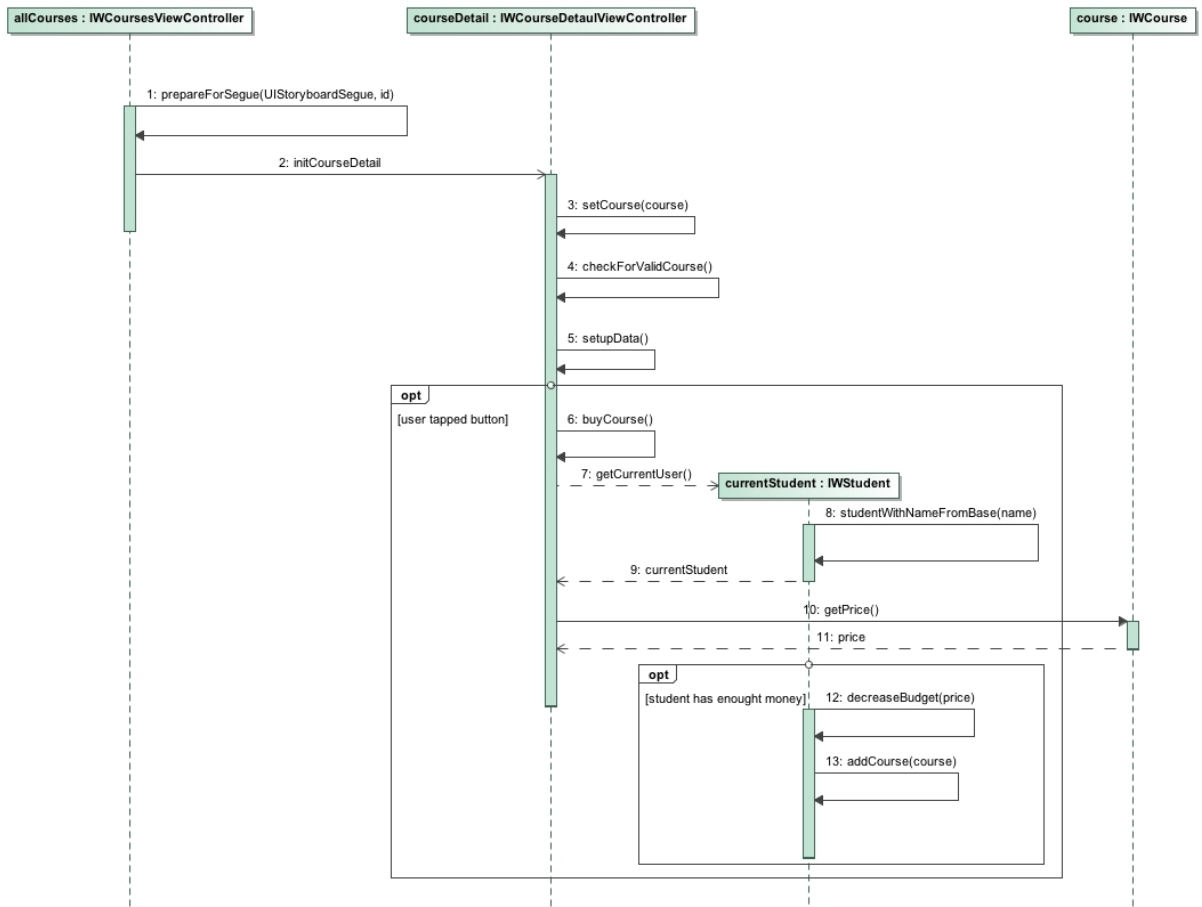 allCourses : IWCoursesViewController
courseDetail : IWCourseDetaulViewController
course : IWCourse
1: prepareForSegue(UIStoryboardSegue, id)
2: initCourseDetail
3: setCourse(course)
4: checkForValidCourse()
5: setupData()
opt
[user tapped button]
6: buyCourse()
7: getCurrentUser()
currentStudent : IWStudent
8: studentWithNameFromBase(name)
9: currentStudent
10: getPrice()
11: price
opt
[student has enought money]
12: decreaseBudget(price)
13: addCourse(course)